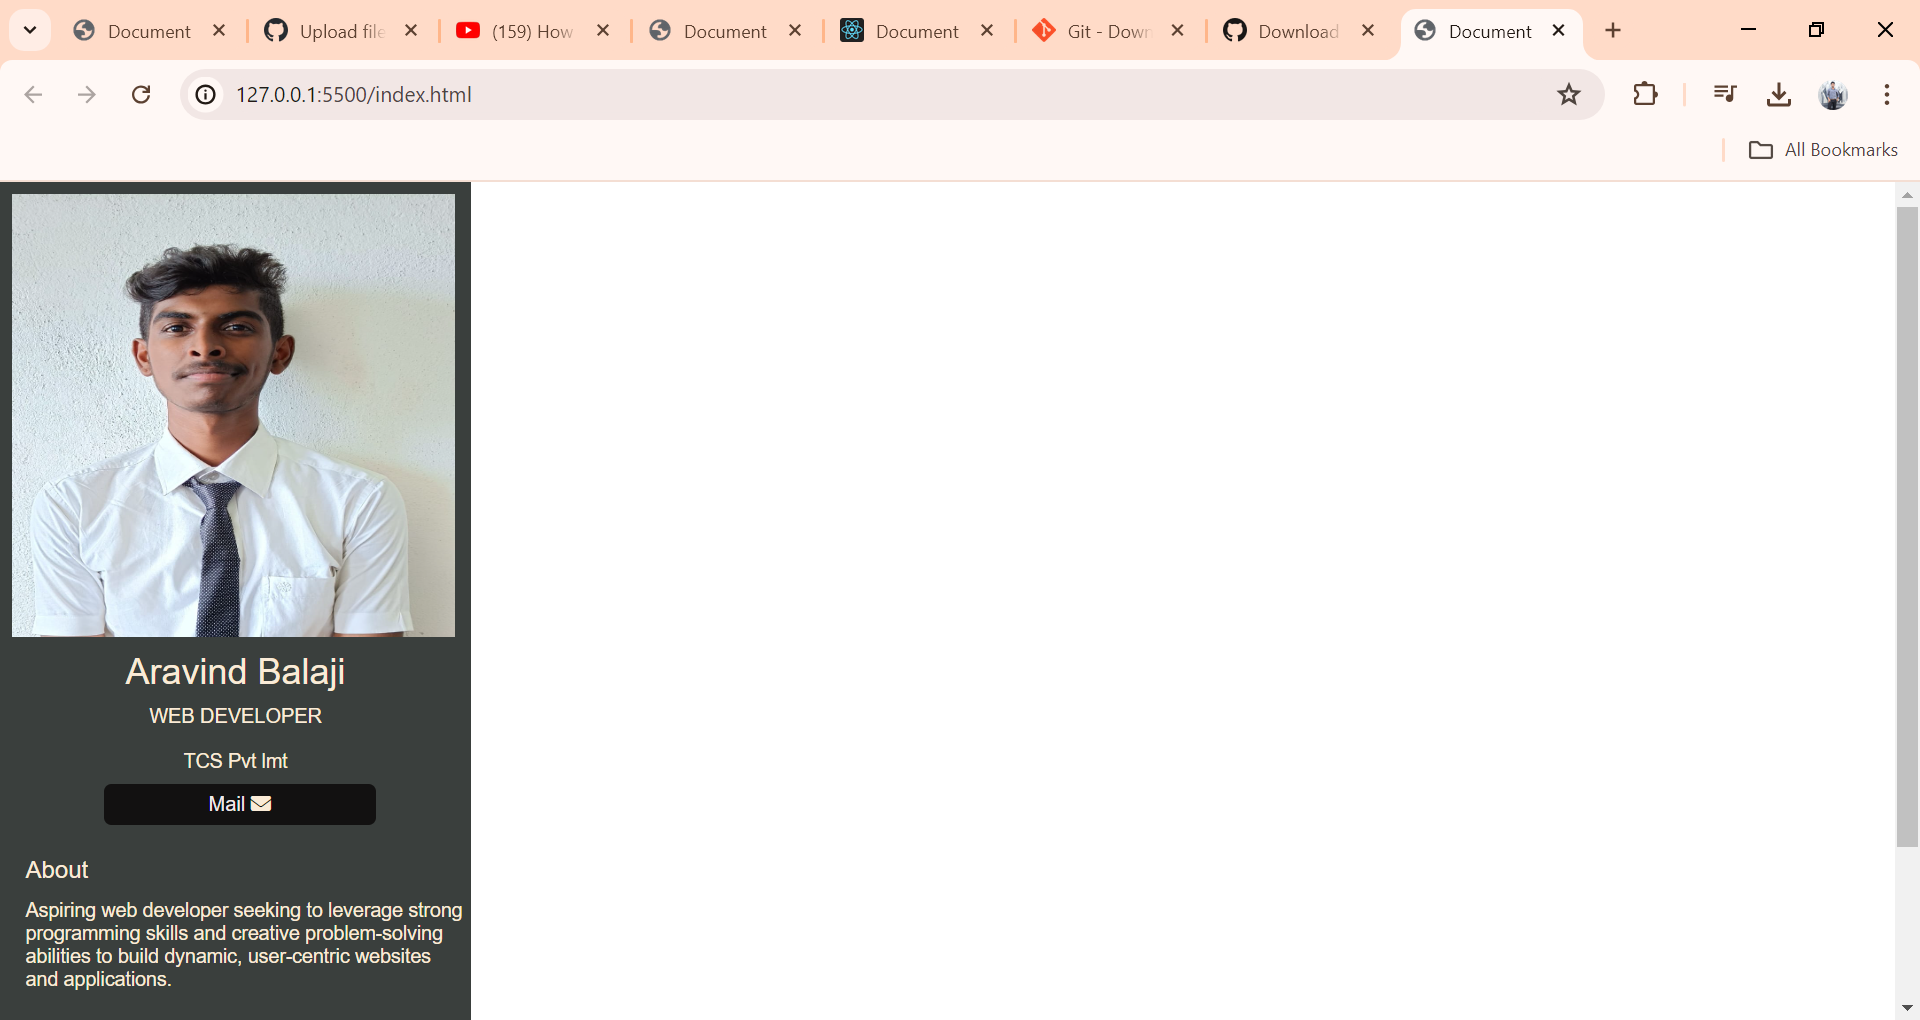 Document
Upload file
(159) How
Document
Document
Git - Down
Download
Document
127.0.0.1:5500/index.html
All Bookmarks
Aravind Balaji
WEB DEVELOPER
TCS Pvt lmt
Mail
About
Aspiring web developer seeking to leverage strong
programming skills and creative problem-solving
abilities to build dynamic, user-centric websites
and applications.